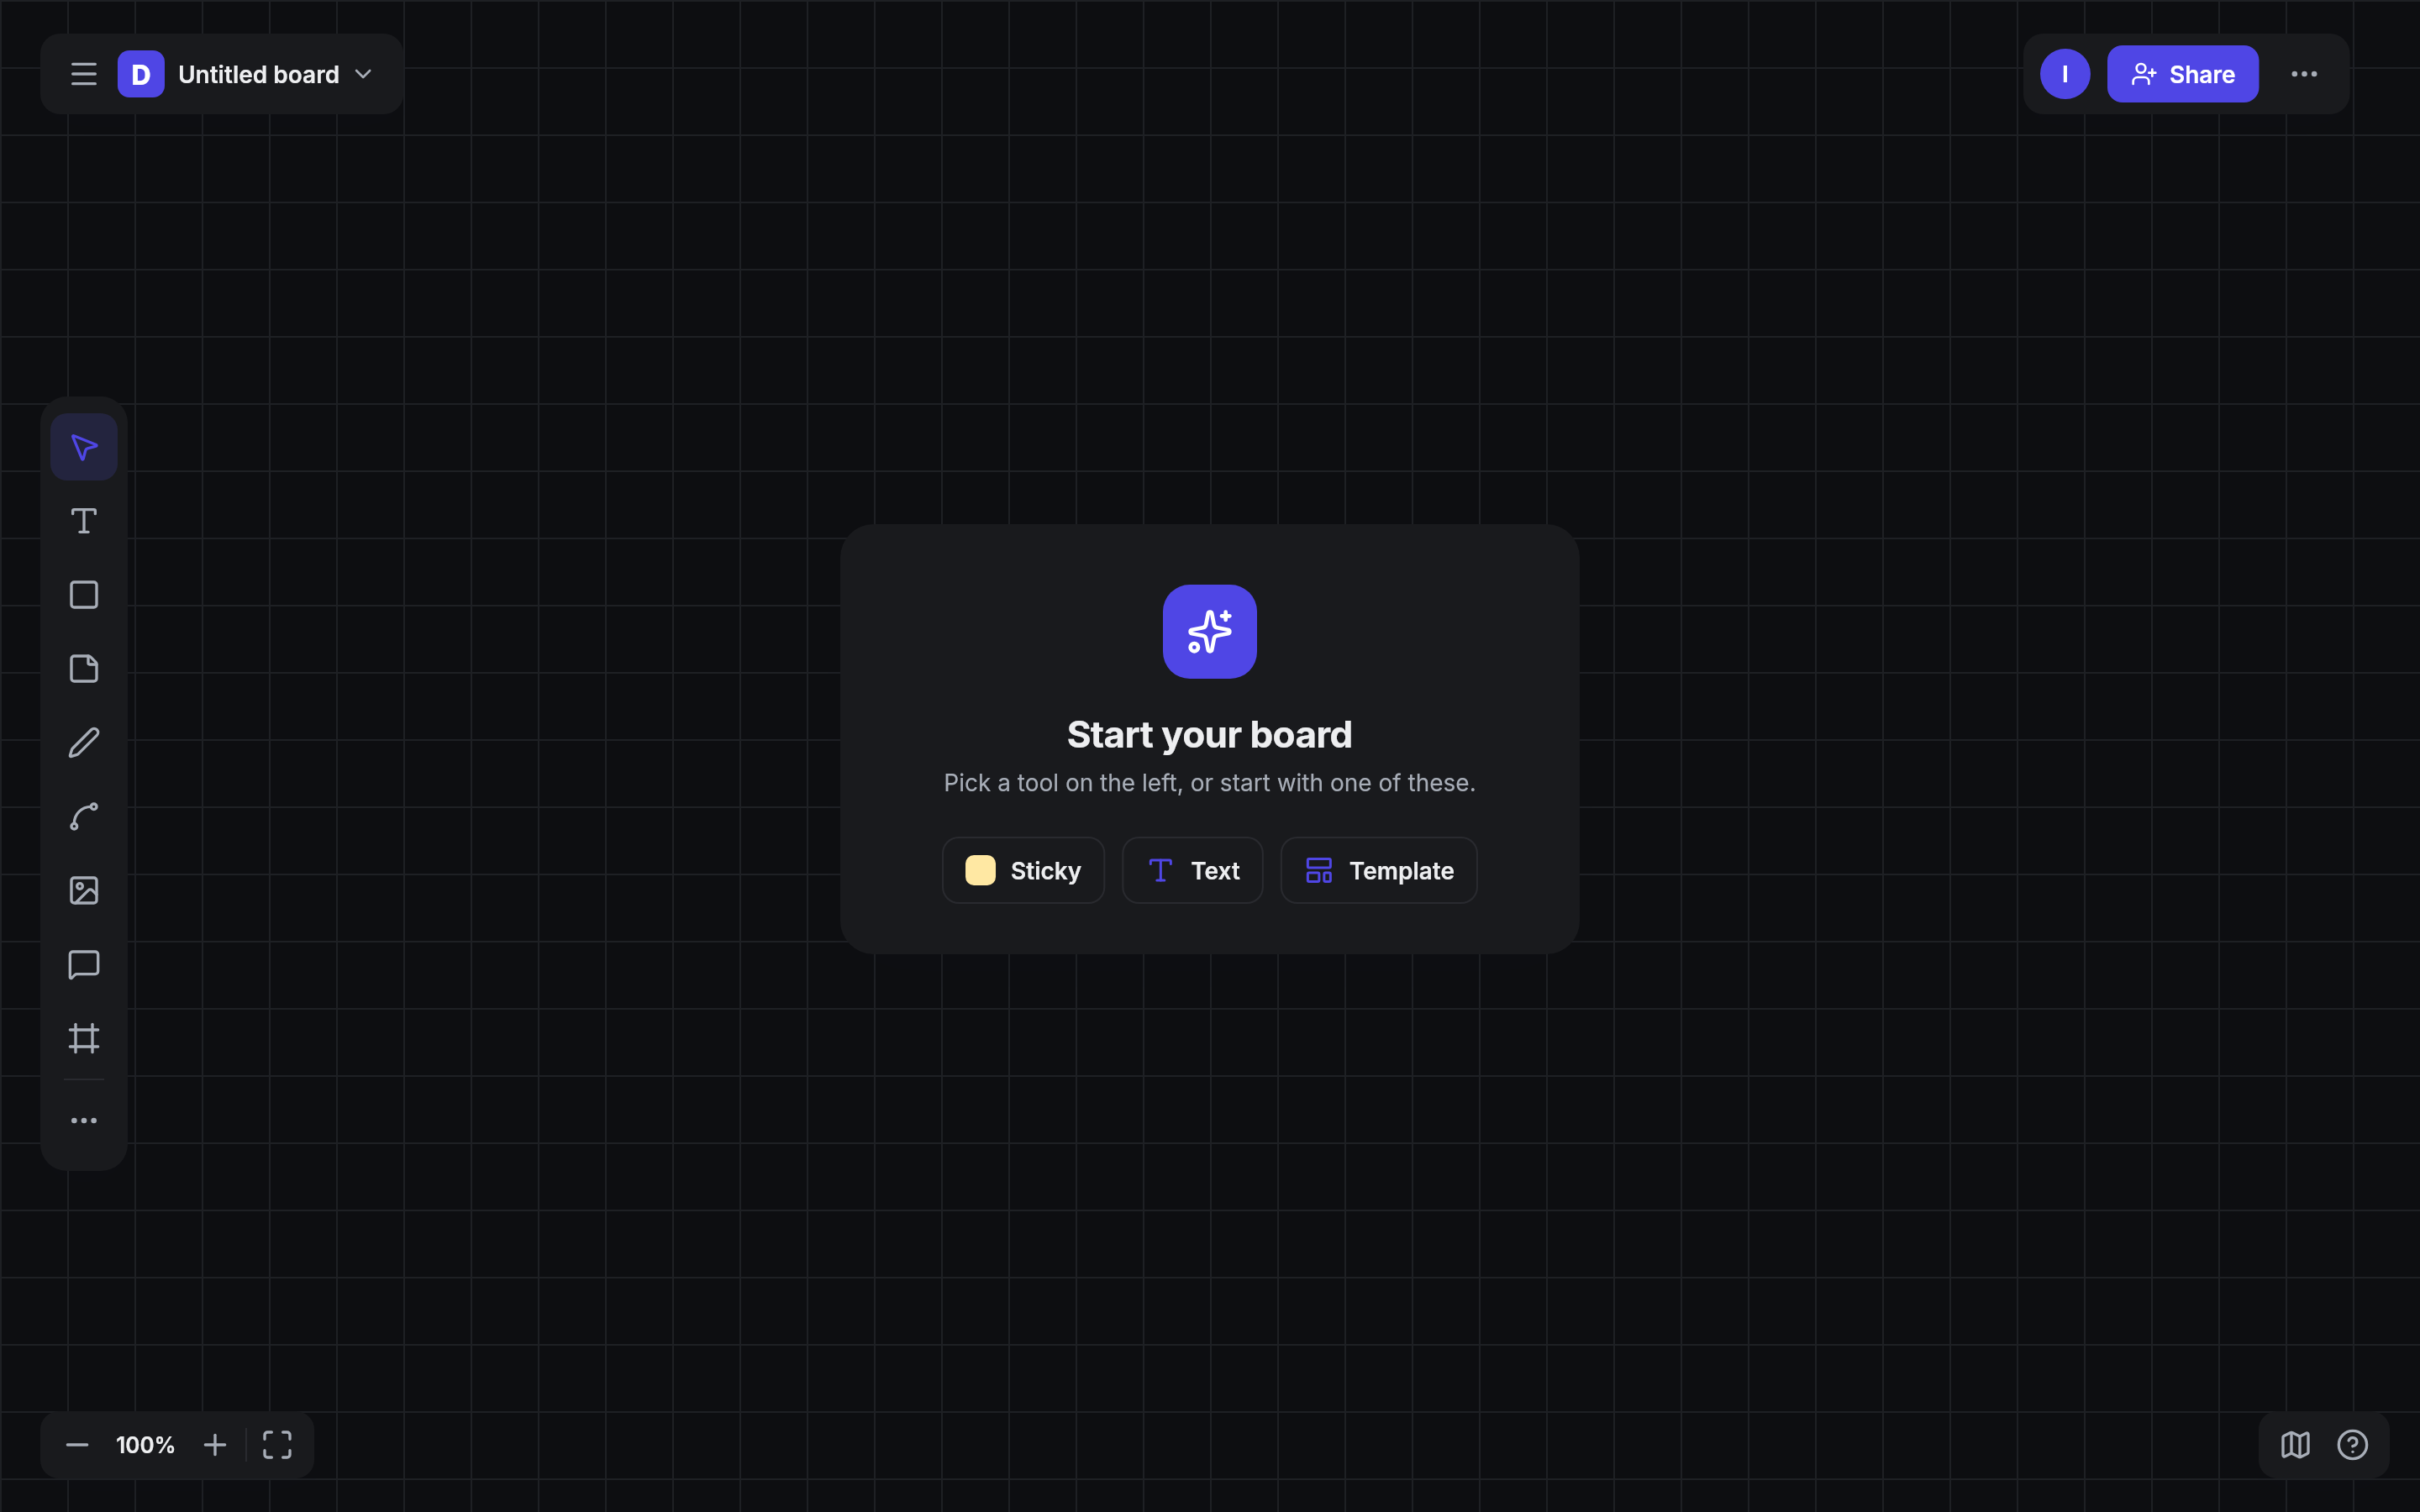 D Untitled board
I Share
Start your board
Pick a tool on the left, or start with one of these.
Sticky Text Template
100%